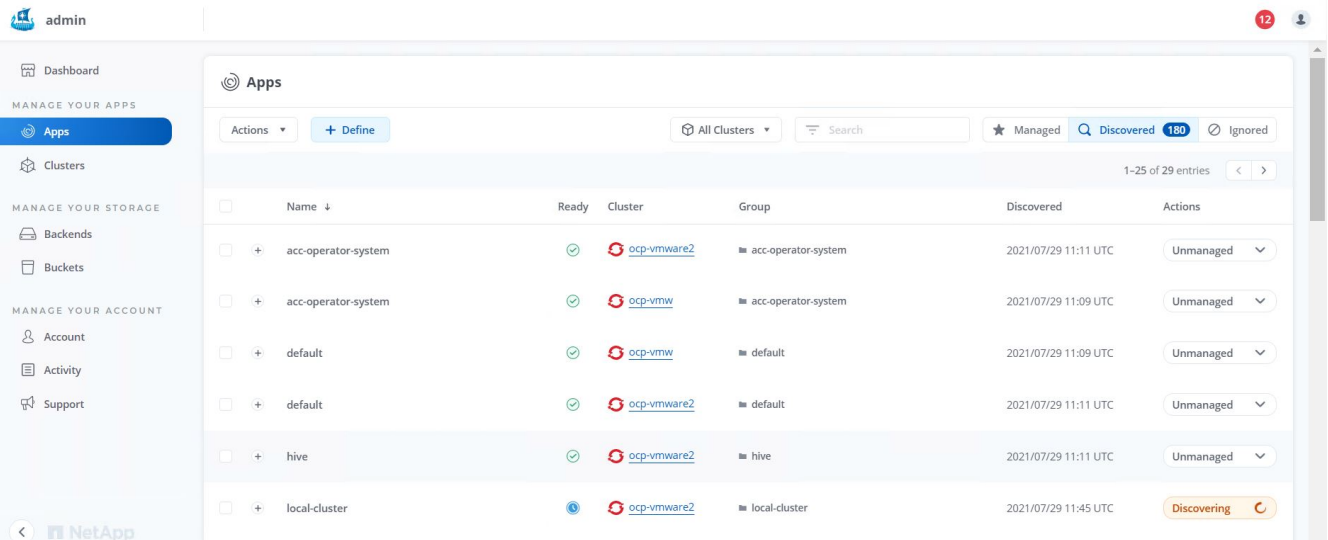 admin
12
Dashboard
MANAGE YOUR APPS
Apps
Clusters
MANAGE YOUR STORAGE
Backends
Buckets
MANAGE YOUR ACCOUNT
Account
Activity
Support
NetApp
Apps
Actions + Define All Clusters Search Managed Discovered 180 Ignored
1–25 of 29 entries < >
Name ↓ Ready Cluster Group Discovered Actions
+ acc-operator-system ocp-vmware2 acc-operator-system 2021/07/29 11:11 UTC Unmanaged
+ acc-operator-system ocp-vmw acc-operator-system 2021/07/29 11:09 UTC Unmanaged
+ default ocp-vmw default 2021/07/29 11:09 UTC Unmanaged
+ default ocp-vmware2 default 2021/07/29 11:11 UTC Unmanaged
+ hive ocp-vmware2 hive 2021/07/29 11:11 UTC Unmanaged
+ local-cluster ocp-vmware2 local-cluster 2021/07/29 11:45 UTC Discovering